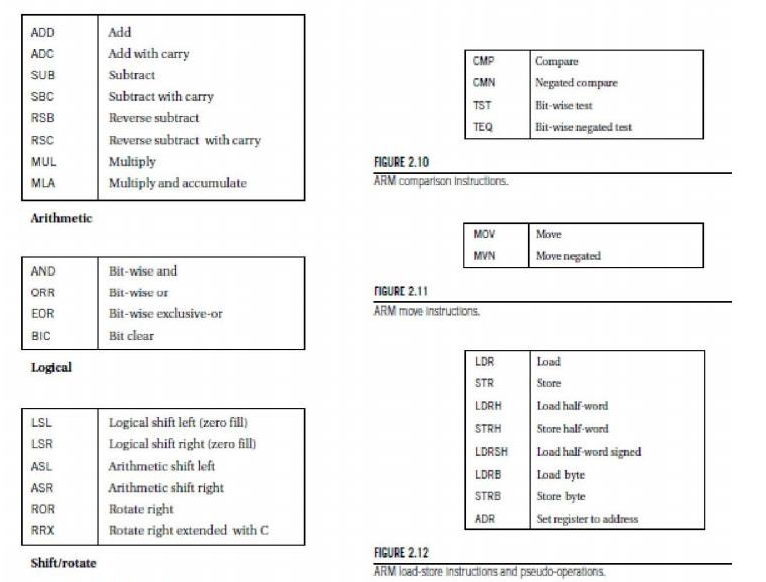 ADD Add
ADC Add with carry
SUB Subtract
SBC Subtract with carry
RSB Reverse subtract
RSC Reverse subtract with carry
MUL Multiply
MLA Multiply and accumulate
Arithmetic
AND Bit-wise and
ORR Bit-wise or
EOR Bit-wise exclusive-or
BIC Bit clear
Logical
LSL Logical shift left (zero fill)
LSR Logical shift right (zero fill)
ASL Arithmetic shift left
ASR Arithmetic shift right
ROR Rotate right
RRX Rotate right extended with C
Shift/rotate
CMP Compare
CMN Negated compare
TST Bit-wise test
TEQ Bit-wise negated test
FIGURE 2.10
ARM comparison instructions.
MOV Move
MVN Move negated
FIGURE 2.11
ARM move instructions.
LDR Load
STR Store
LDRH Load half-word
STRH Store half-word
LDRSH Load half-word signed
LDRB Load byte
STRB Store byte
ADR Set register to address
FIGURE 2.12
ARM load-store instructions and pseudo-operations.